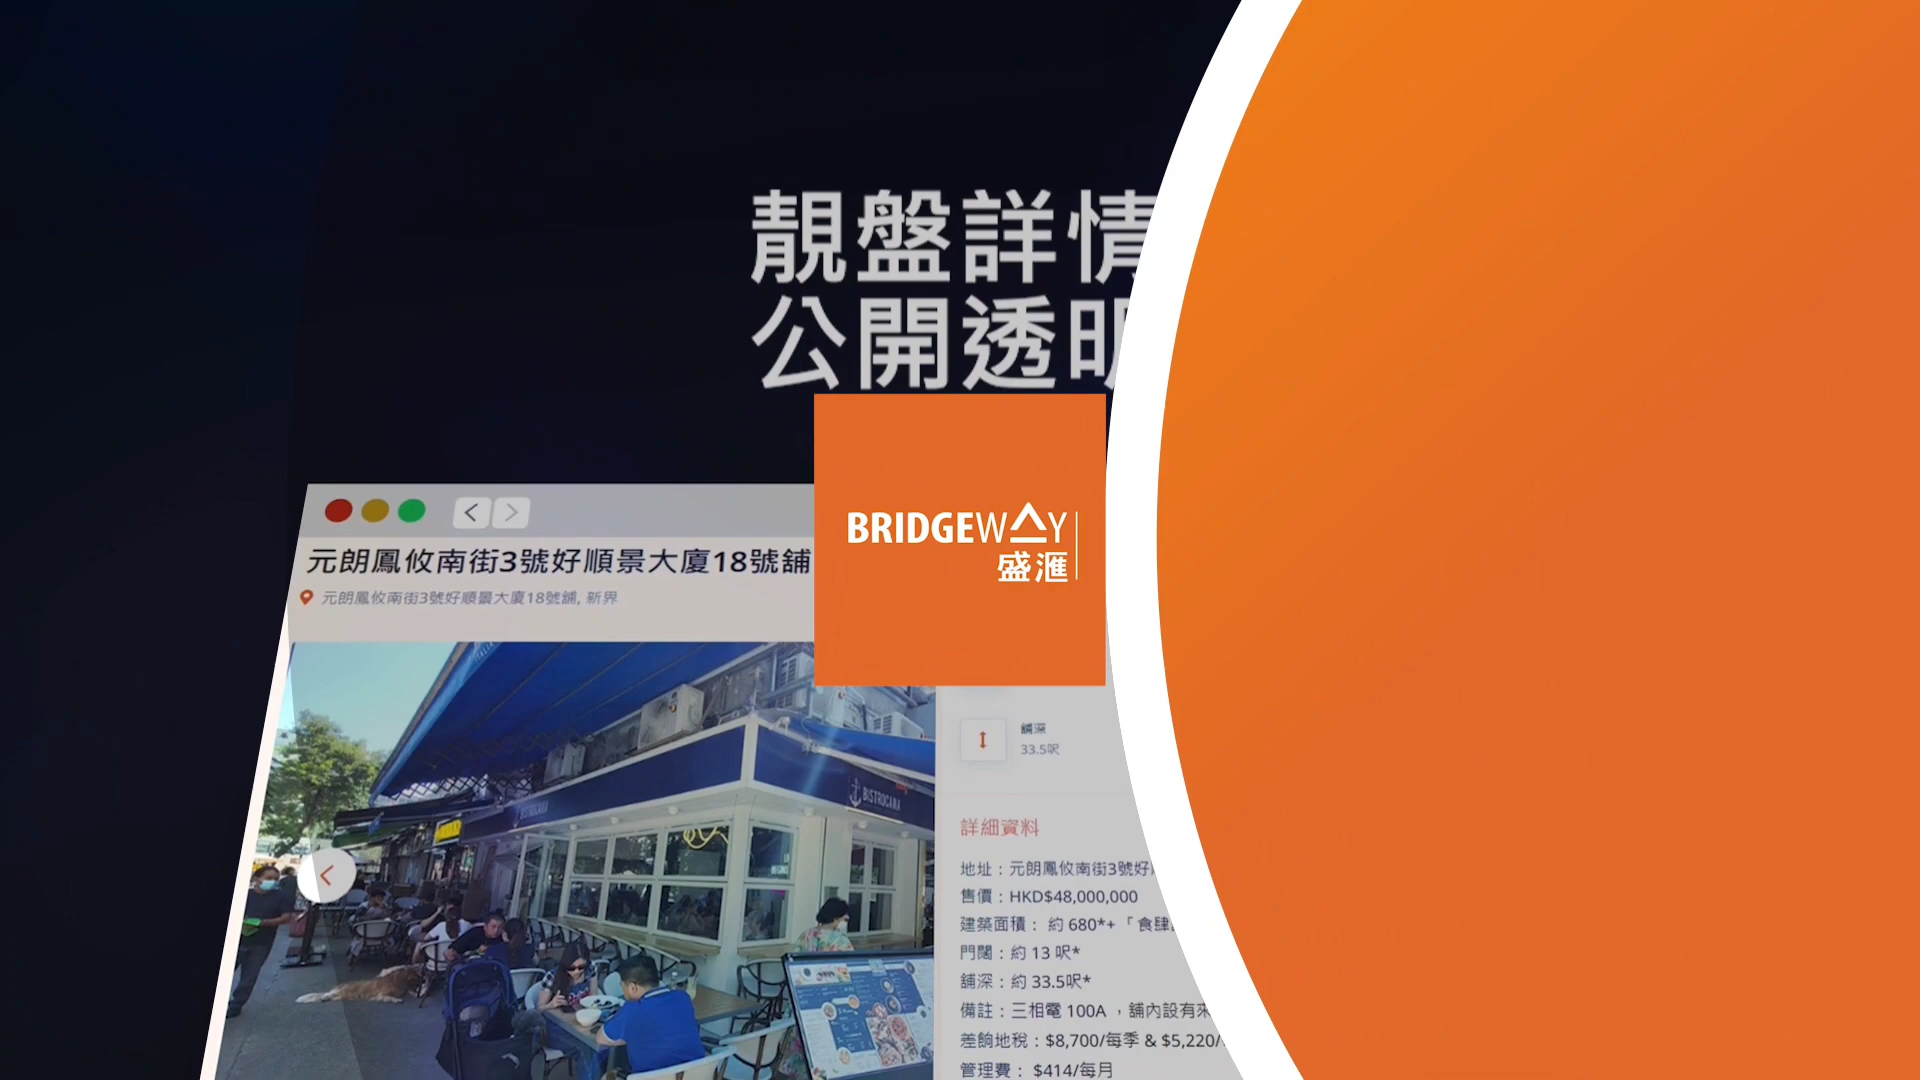 靚盤詳情
公開透明
BRIDGEWAY
盛滙
元朗鳳攸南街3號好順景大廈18號舖
元朗鳳攸南街3號好順景大廈18號舖, 新界
BISTROCANA
舖深
33.5呎
詳細資料
地址：元朗鳳攸南街3號好
售價：HKD$48,000,000
建築面積： 約 680*+ 「食肆
門闊：約 13 呎*
舖深：約 33.5呎*
備註：三相電 100A ，舖內設有來
差餉地稅：$8,700/每季 & $5,220/
管理費： $414/每月